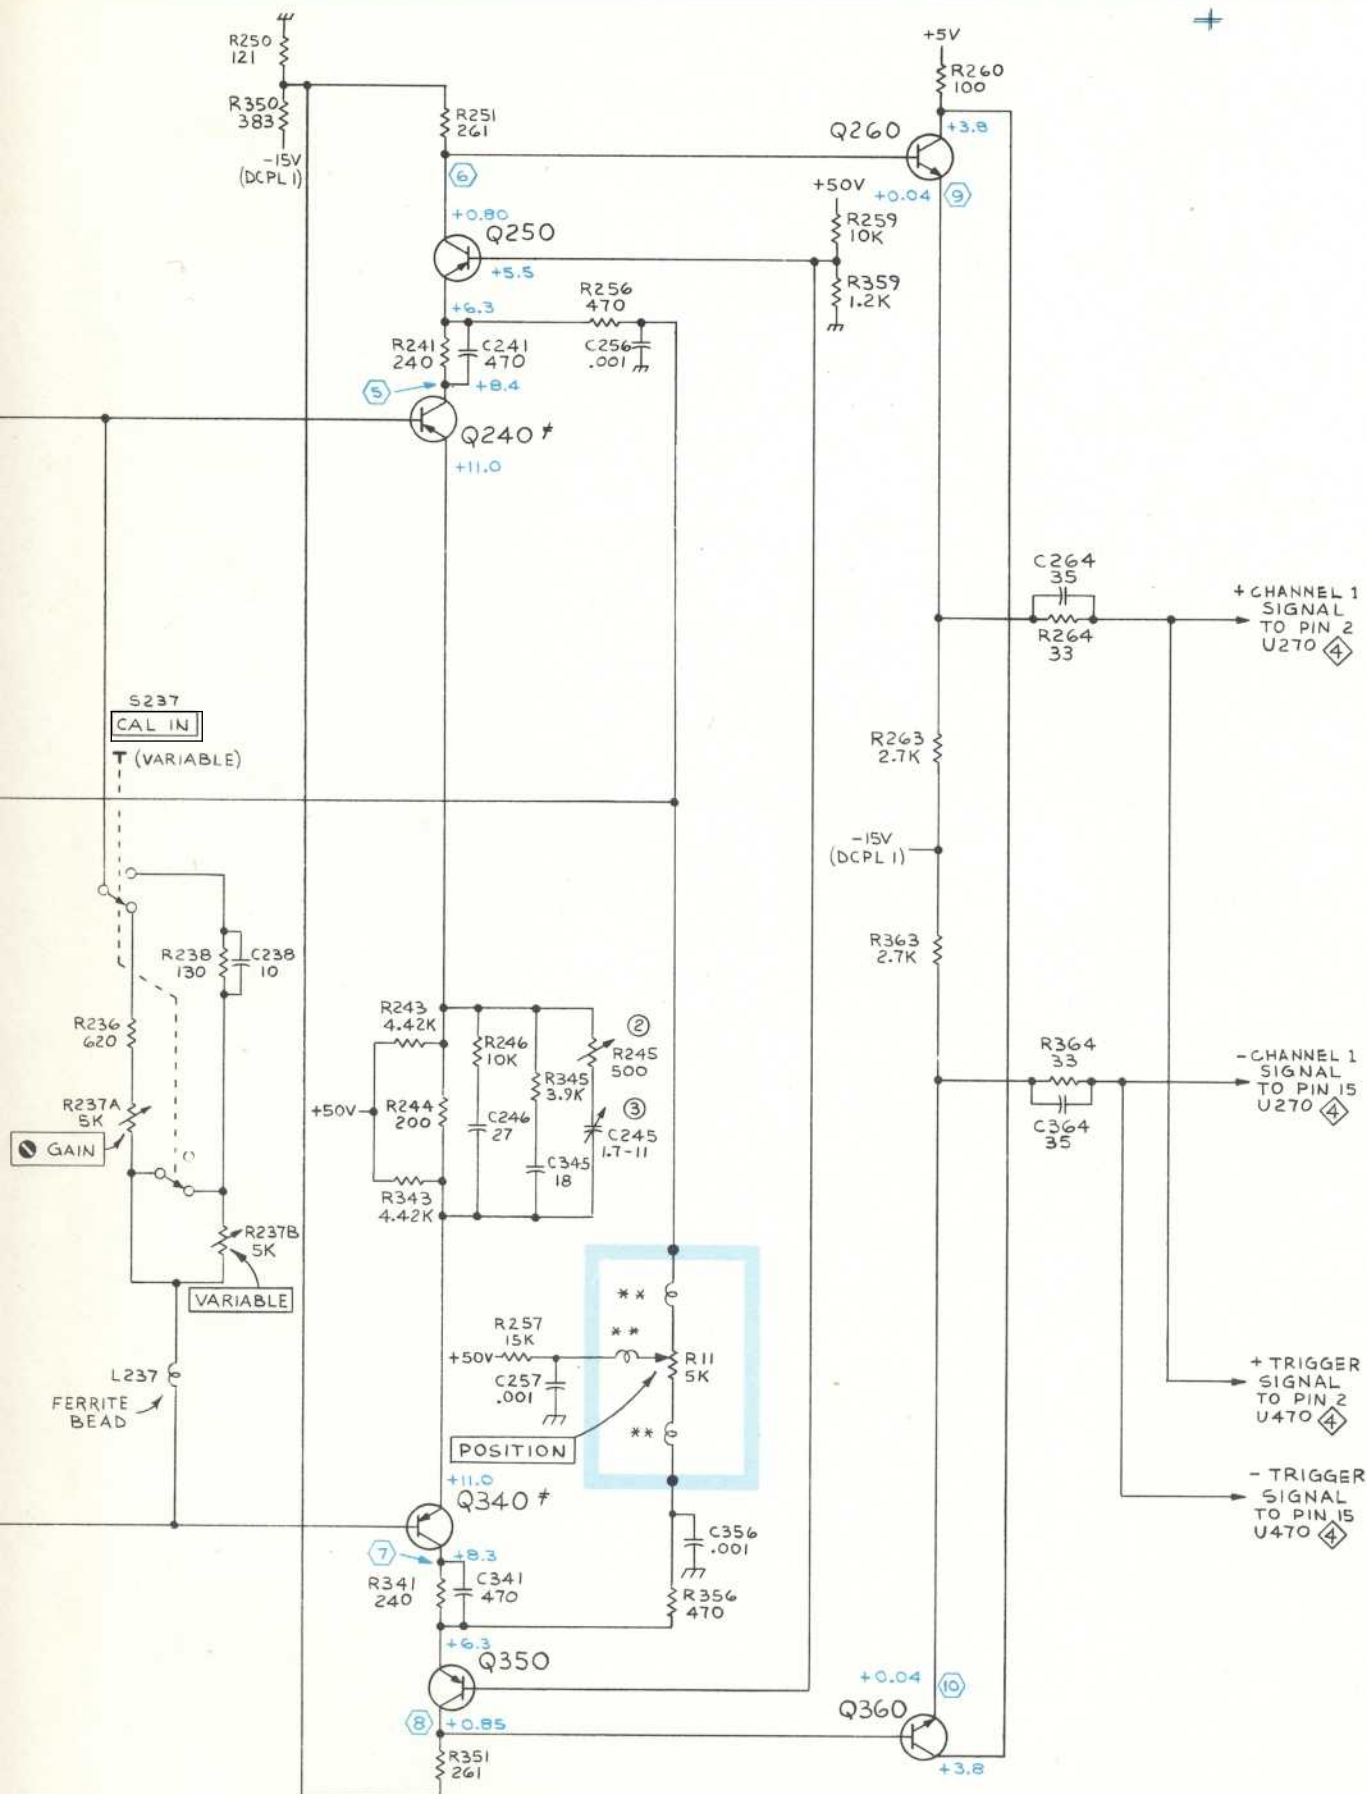 R250
121
R350
383
-15V
(DCPL 1)
R251
261
6
+0.80
Q250
+5.5
+6.3
R241
240
C241
470
5
+8.4
Q240 ‡
+11.0
R256
470
C256
.001
+5V
R260
100
+3.8
Q260
+0.04
9
+50V
R259
10K
R359
1.2K
C264
35
R264
33
+ CHANNEL 1
SIGNAL
TO PIN 2
U270 4
S237
CAL IN
(VARIABLE)
R263
2.7K
-15V
(DCPL 1)
R363
2.7K
R238
130
C238
10
R236
620
R237A
5K
GAIN
R237B
5K
VARIABLE
L237
FERRITE
BEAD
R243
4.42K
+50V
R244
200
R343
4.42K
R246
10K
C246
27
R345
3.9K
C345
18
2
R245
500
3
C245
1.7-11
R364
33
C364
35
- CHANNEL 1
SIGNAL
TO PIN 15
U270 4
**
**
R257
15K
+50V
C257
.001
R11
5K
**
POSITION
+ TRIGGER
SIGNAL
TO PIN 2
U470 4
- TRIGGER
SIGNAL
TO PIN 15
U470 4
+11.0
Q340 ‡
7
+8.3
R341
240
C341
470
C356
.001
R356
470
+6.3
Q350
8
+0.85
R351
261
+0.04
10
Q360
+3.8